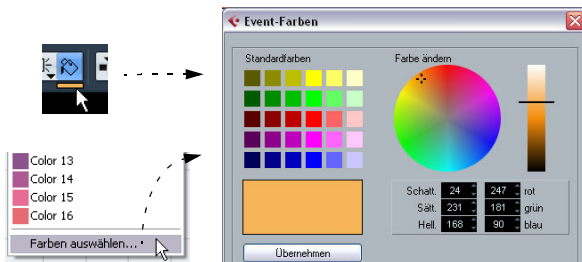 Event-Farben
Standardfarben
Farbe ändern
Schatt. 24 247 rot
Sätt. 231 181 grün
Hell. 168 90 blau
Übernehmen
Color 13
Color 14
Color 15
Color 16
Farben auswählen...